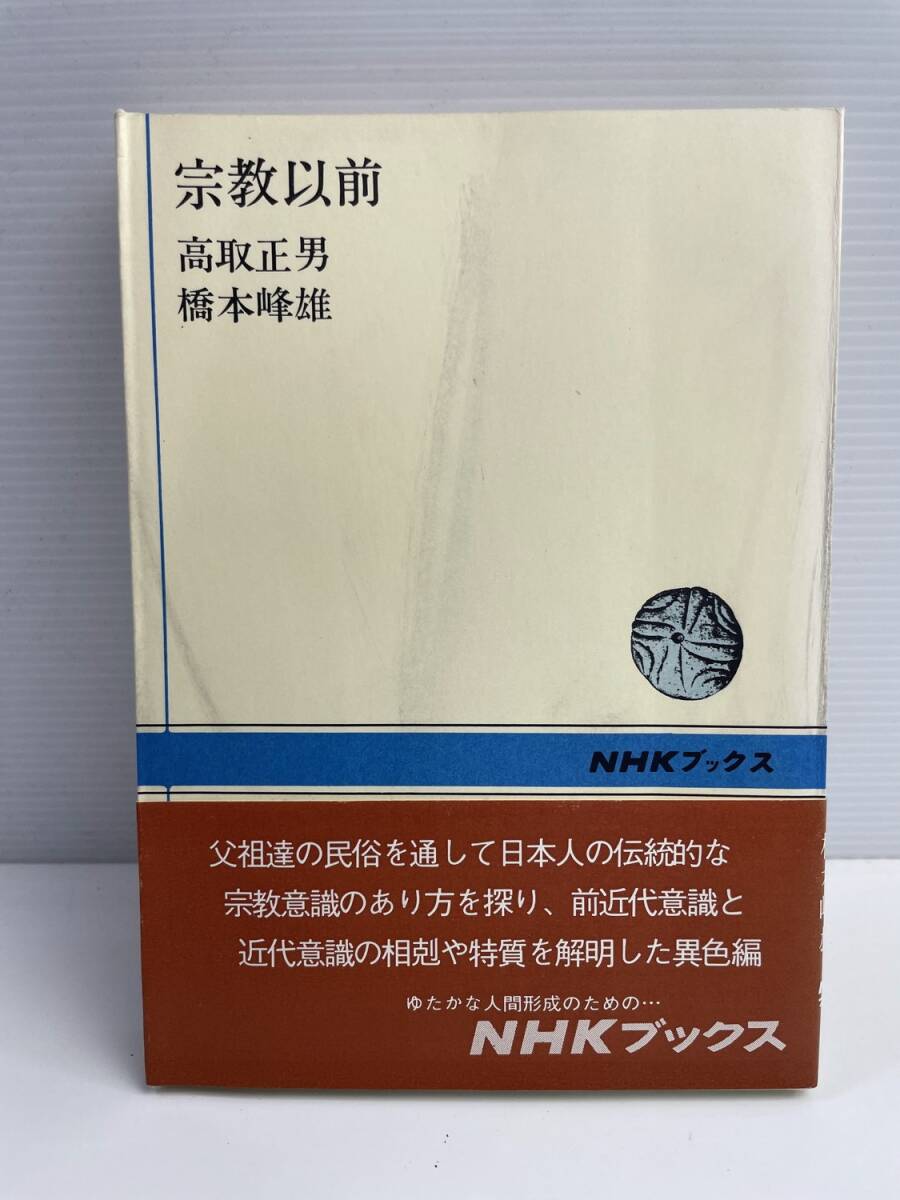 宗教以前
高取正男
橋本峰雄
NHKブックス
父祖達の民俗を通して日本人の伝統的な
宗教意識のあり方を探り、前近代意識と
近代意識の相剋や特質を解明した異色編
ゆたかな人間形成のための…
NHKブックス